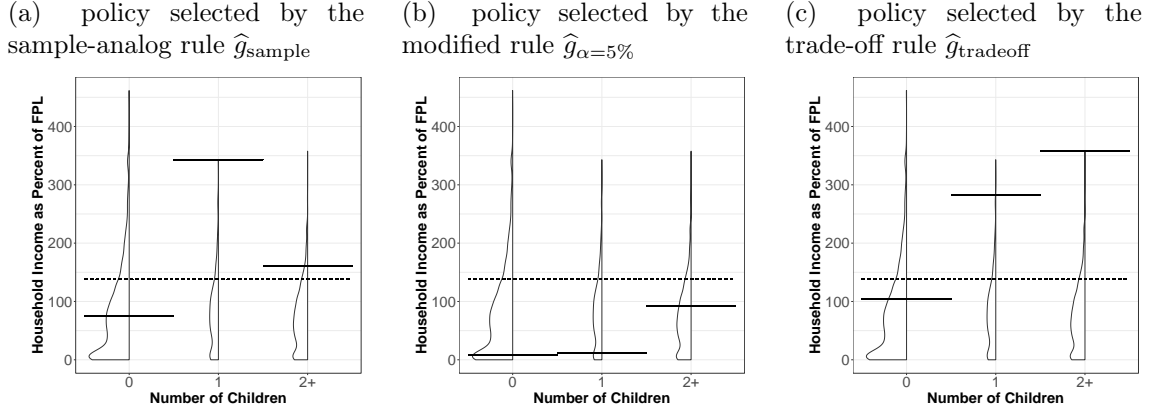 (a) policy selected by the
sample-analog rule ĝsample
(b) policy selected by the
modified rule ĝα=5%
(c) policy selected by the
trade-off rule ĝtradeoff
Household Income as Percent of FPL
400
300
200
100
0
0 1 2+
Number of Children
Household Income as Percent of FPL
400
300
200
100
0
0 1 2+
Number of Children
Household Income as Percent of FPL
400
300
200
100
0
0 1 2+
Number of Children